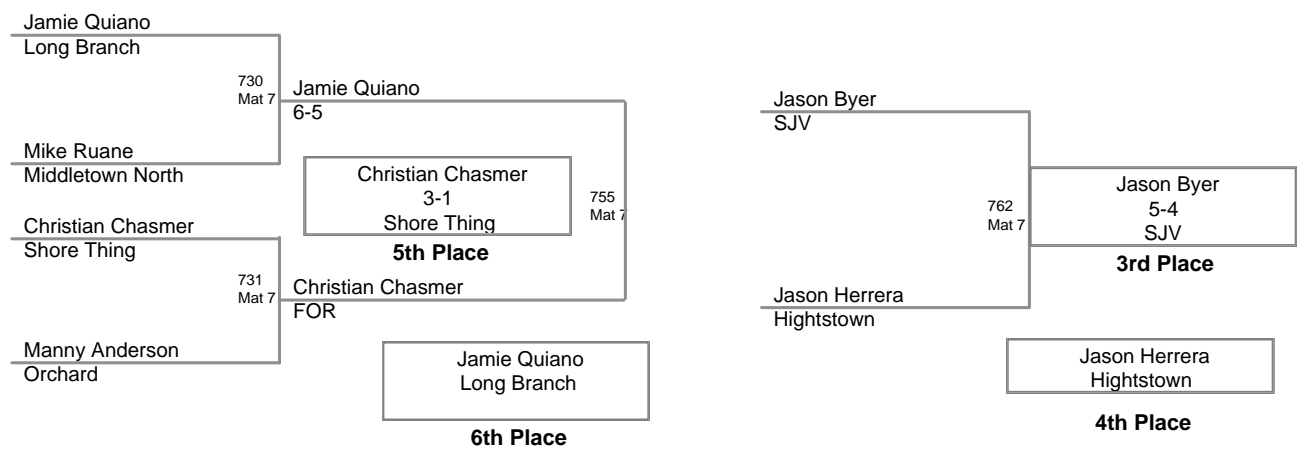 Jamie Quiano
Long Branch
730
Mat 7
Jamie Quiano
6-5
Mike Ruane
Middletown North
Christian Chasmer
3-1
Shore Thing
5th Place
755
Mat 7
Christian Chasmer
Shore Thing
731
Mat 7
Christian Chasmer
FOR
Manny Anderson
Orchard
Jamie Quiano
Long Branch
6th Place
Jason Byer
SJV
762
Mat 7
Jason Byer
5-4
SJV
3rd Place
Jason Herrera
Hightstown
Jason Herrera
Hightstown
4th Place